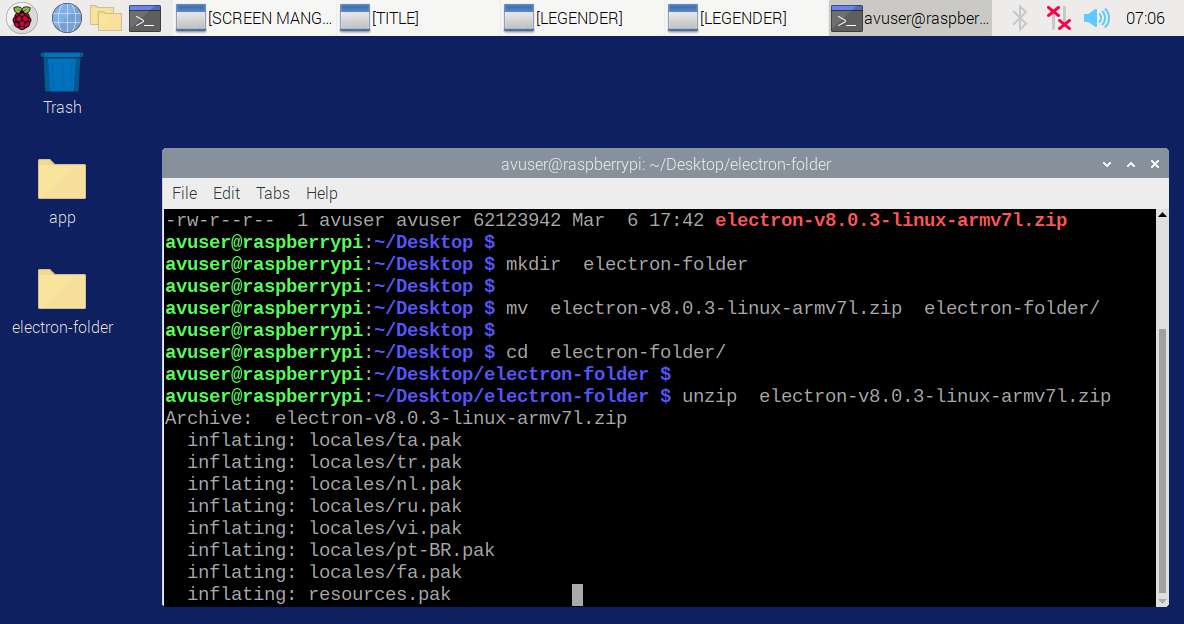 [SCREEN MANG... [TITLE] [LEGENDER] [LEGENDER] avuser@raspber... 07:06
Trash
app
electron-folder
avuser@raspberrypi: ~/Desktop/electron-folder
File Edit Tabs Help
-rw-r--r--  1 avuser avuser 62123942 Mar  6 17:42 electron-v8.0.3-linux-armv7l.zip
avuser@raspberrypi:~/Desktop $
avuser@raspberrypi:~/Desktop $ mkdir  electron-folder
avuser@raspberrypi:~/Desktop $
avuser@raspberrypi:~/Desktop $ mv  electron-v8.0.3-linux-armv7l.zip  electron-folder/
avuser@raspberrypi:~/Desktop $
avuser@raspberrypi:~/Desktop $ cd  electron-folder/
avuser@raspberrypi:~/Desktop/electron-folder $
avuser@raspberrypi:~/Desktop/electron-folder $ unzip  electron-v8.0.3-linux-armv7l.zip
Archive:  electron-v8.0.3-linux-armv7l.zip
  inflating: locales/ta.pak
  inflating: locales/tr.pak
  inflating: locales/nl.pak
  inflating: locales/ru.pak
  inflating: locales/vi.pak
  inflating: locales/pt-BR.pak
  inflating: locales/fa.pak
  inflating: resources.pak